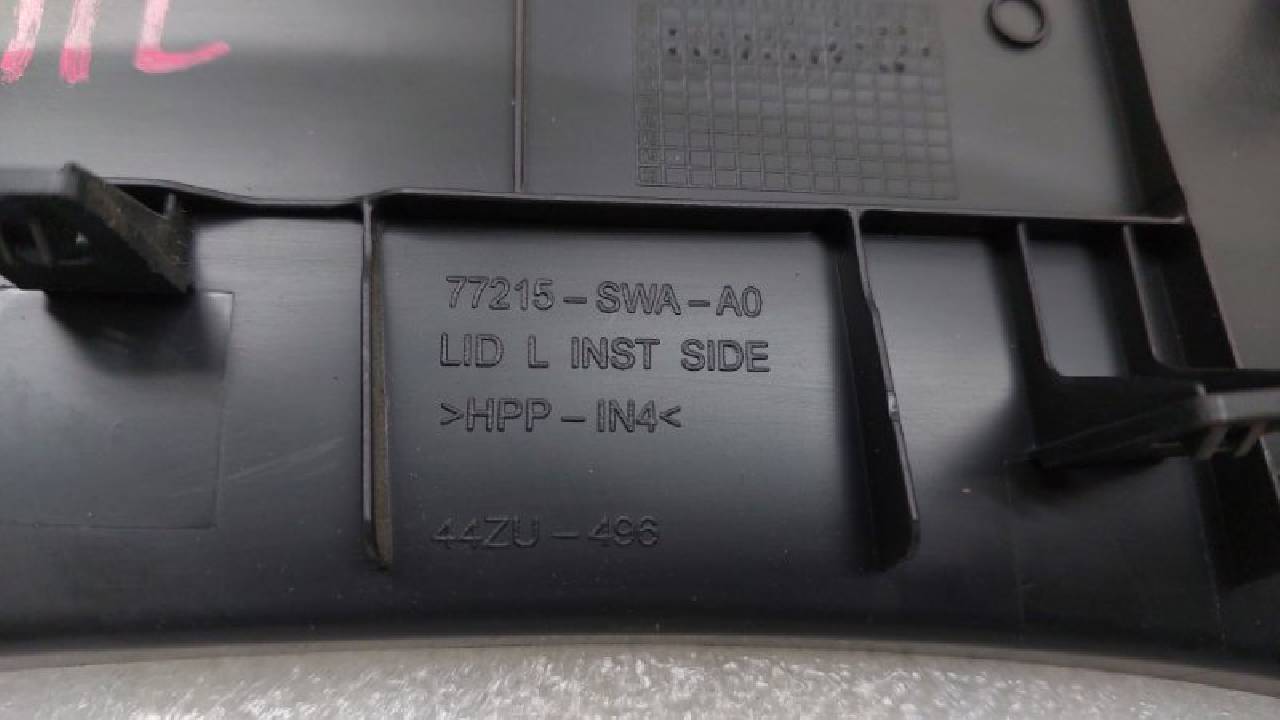 77215-SWA-A0
LID L INST SIDE
>HPP-IN4<
44ZU-496